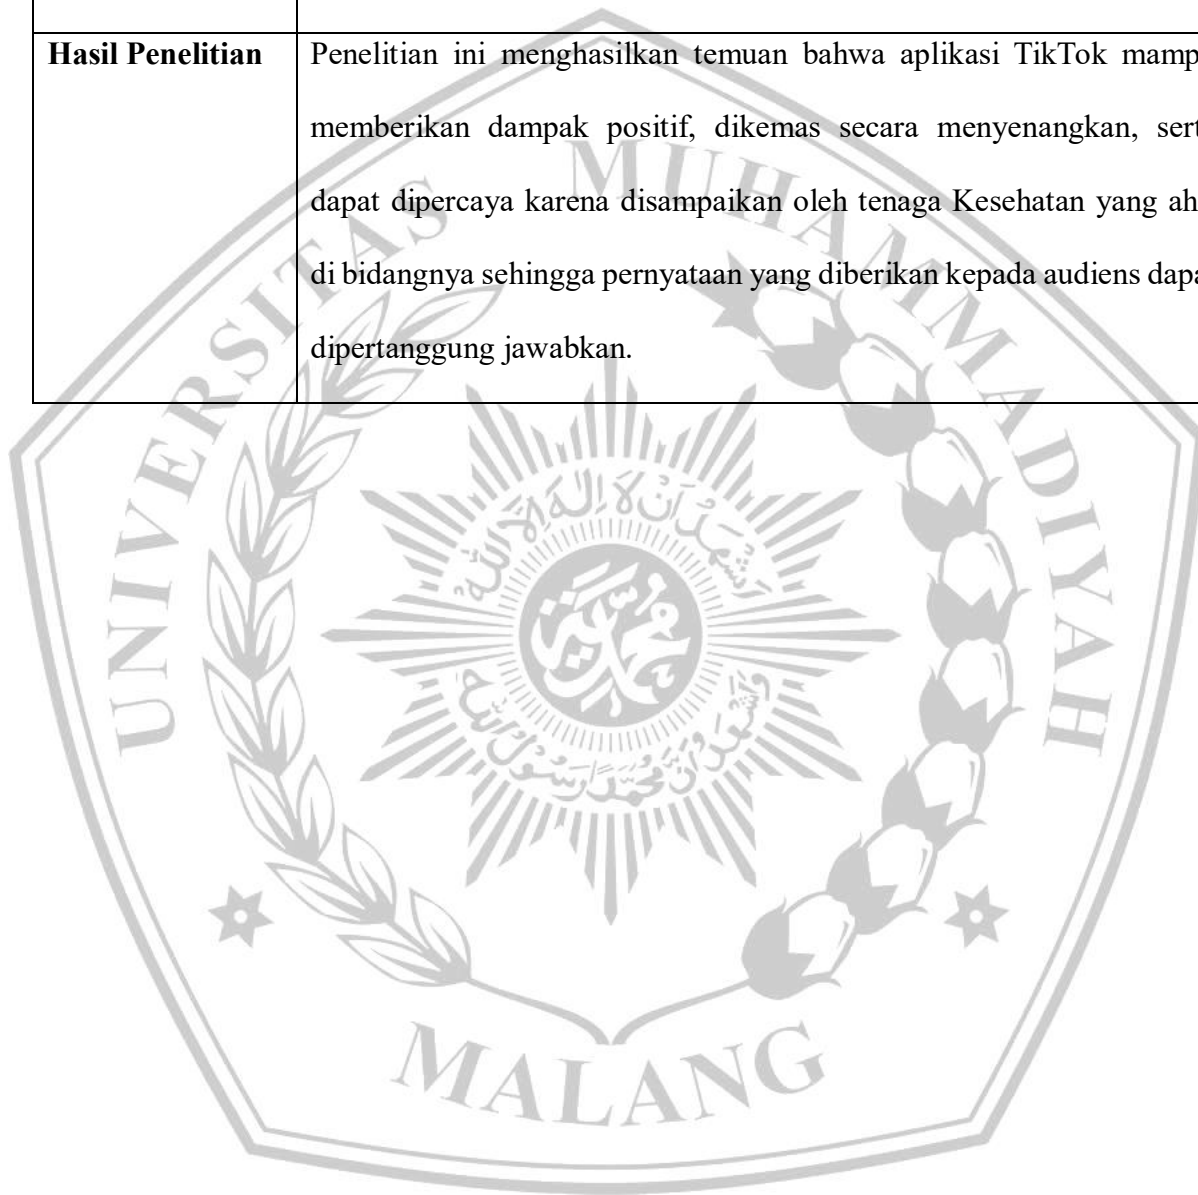 Hasil Penelitian
Penelitian ini menghasilkan temuan bahwa aplikasi TikTok mamp
memberikan dampak positif, dikemas secara menyenangkan, sert
dapat dipercaya karena disampaikan oleh tenaga Kesehatan yang ah
di bidangnya sehingga pernyataan yang diberikan kepada audiens dapa
dipertanggung jawabkan.
UNIVERSITAS MUHAMMADIYAH
MALANG